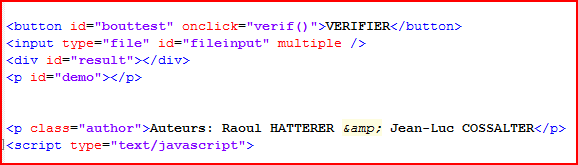 <button id="bouttest" onclick="verif()">VERIFIER</button>
<input type="file" id="fileinput" multiple />
<div id="result"></div>
<p id="demo"></p>
<p class="author">Auteurs: Raoul HATTERER &amp; Jean-Luc COSSALTER</p>
<script type="text/javascript">